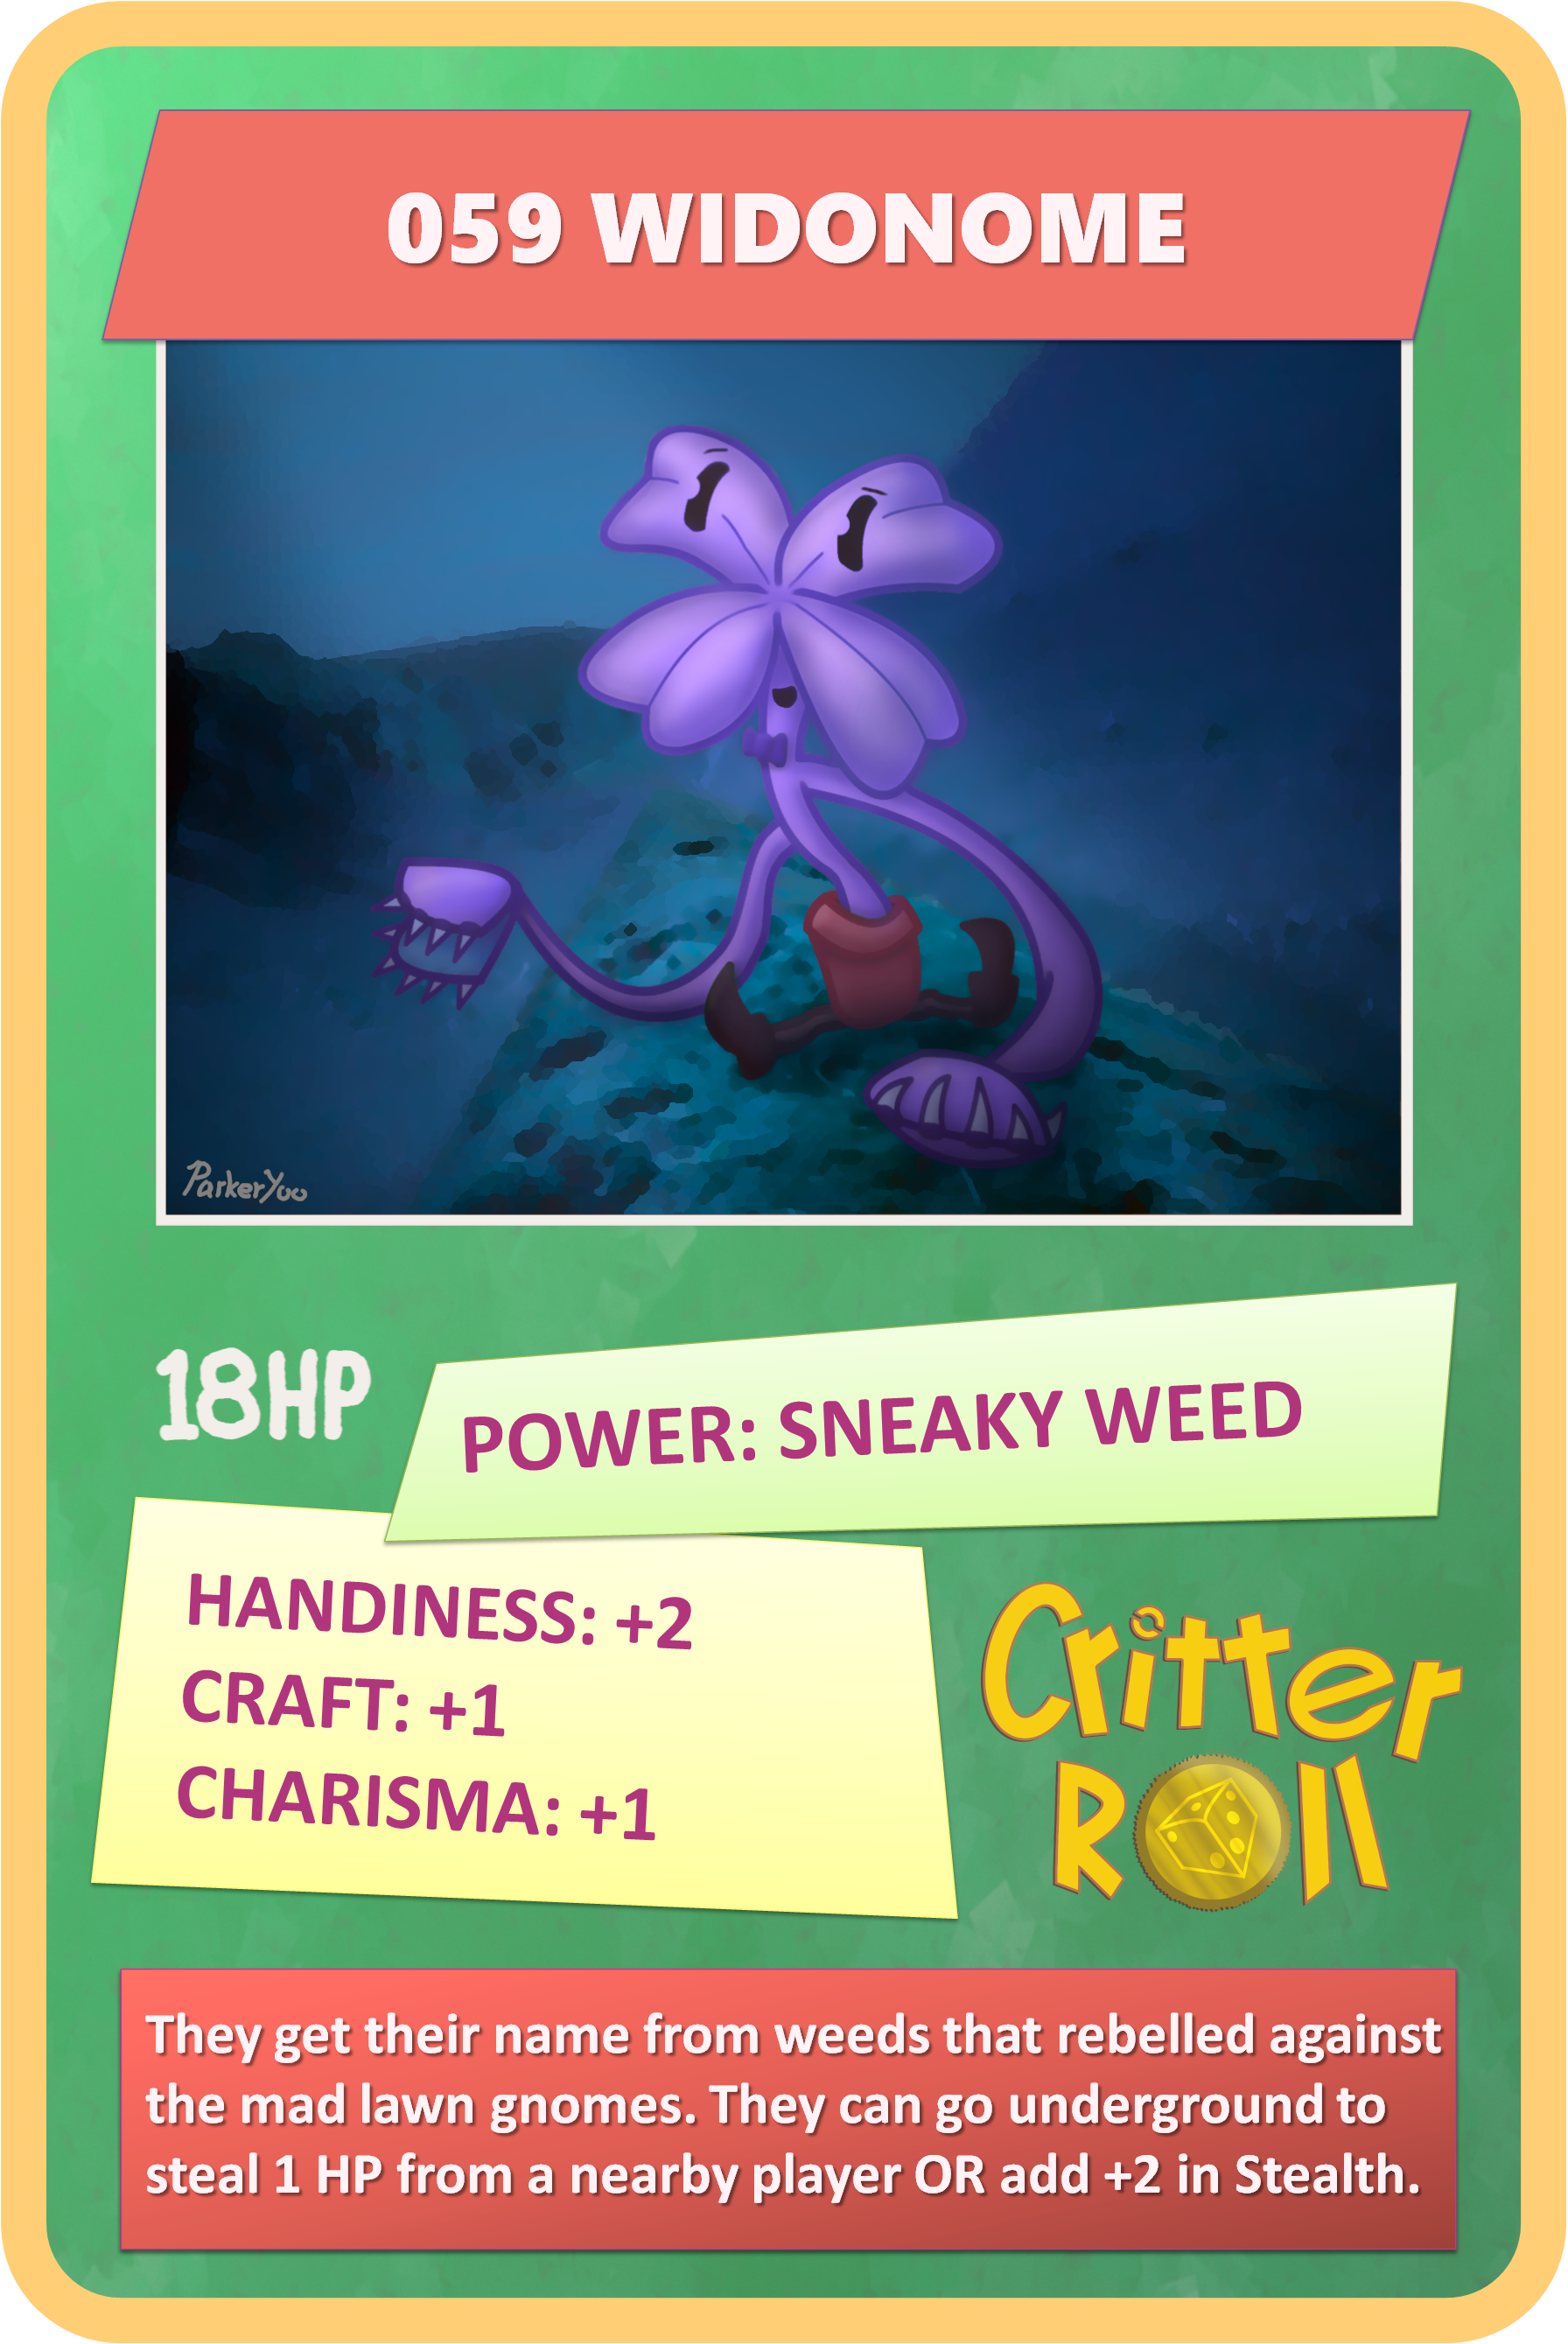 059 WIDONOME
ParkerYoo
18HP
POWER: SNEAKY WEED
HANDINESS: +2
CRAFT: +1
CHARISMA: +1
Critter
Roll
They get their name from weeds that rebelled against
the mad lawn gnomes. They can go underground to
steal 1 HP from a nearby player OR add +2 in Stealth.